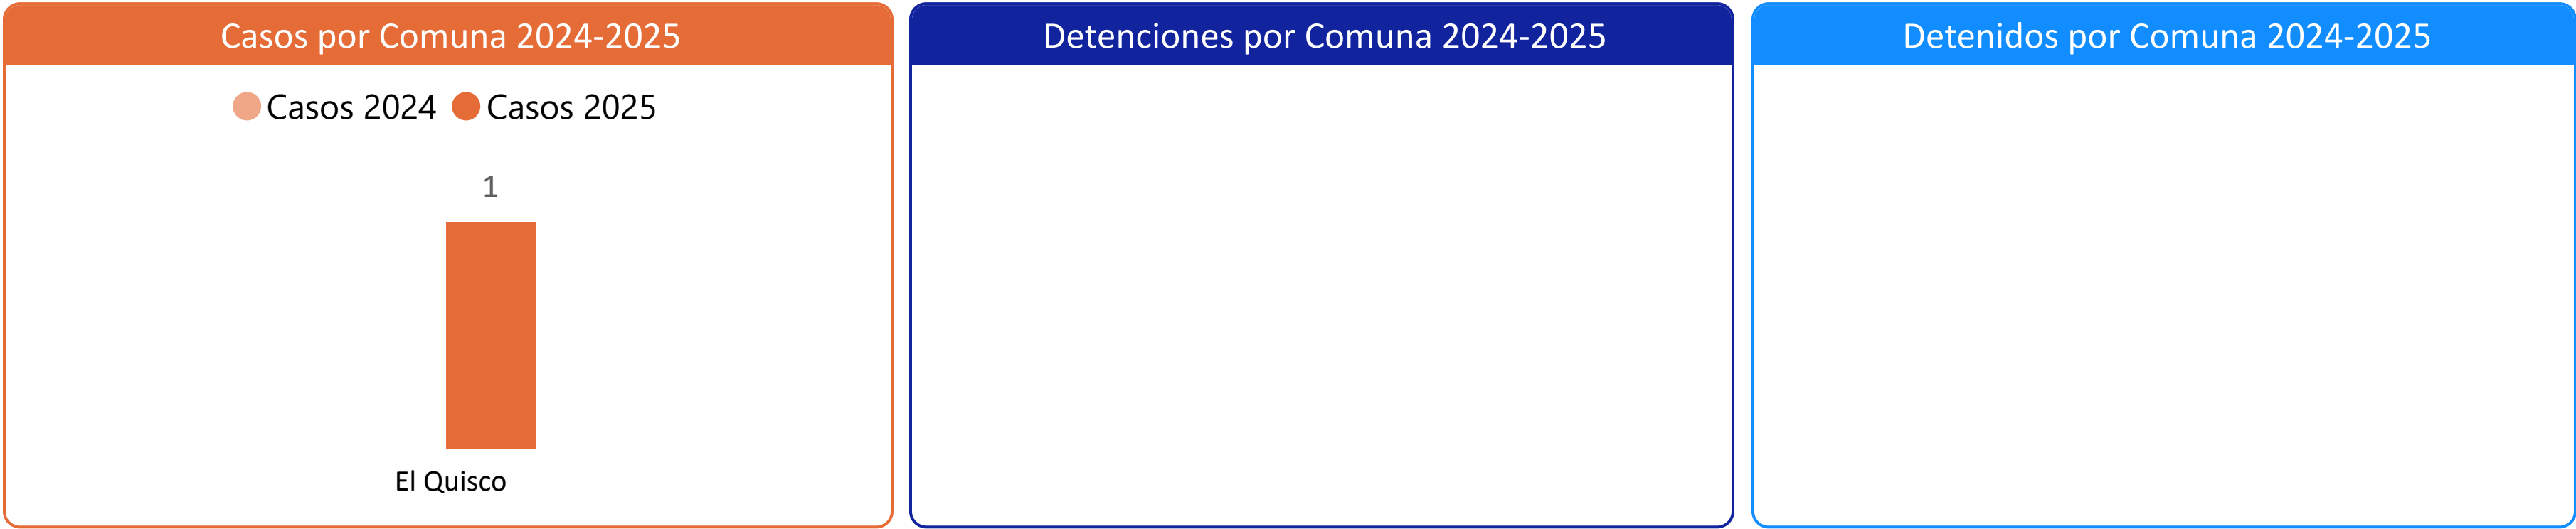 Casos por Comuna 2024-2025
Casos 2024 Casos 2025
1
El Quisco
Detenciones por Comuna 2024-2025
Detenidos por Comuna 2024-2025